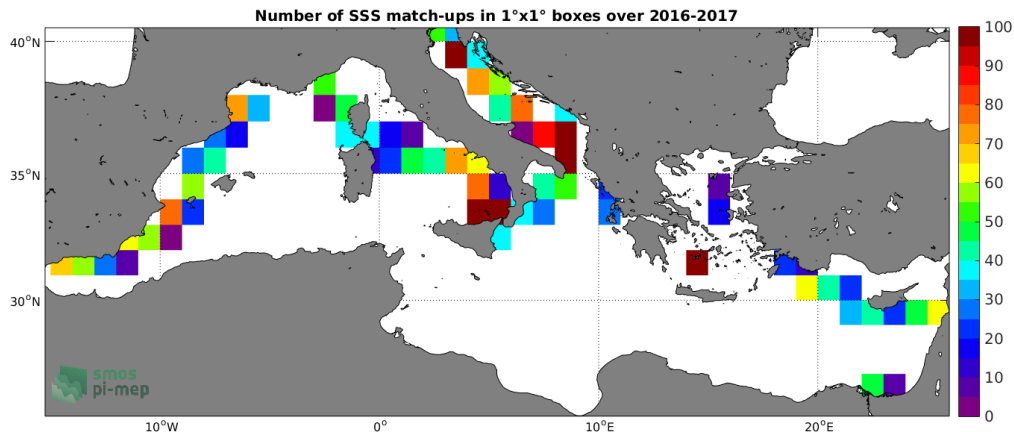 Number of SSS match-ups in 1°x1° boxes over 2016-2017
40°N
35°N
30°N
10°W
0°
10°E
20°E
100
90
80
70
60
50
40
30
20
10
0
smos
pi-mep